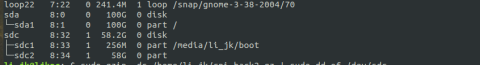 loop22 7:22 0 241.4M 1 loop /snap/gnome-3-38-2004/70
sda 8:0 0 100G 0 disk
└─sda1 8:1 0 100G 0 part /
sdc 8:32 1 58.2G 0 disk
├─sdc1 8:33 1 256M 0 part /media/li_jk/boot
└─sdc2 8:34 1 58G 0 part